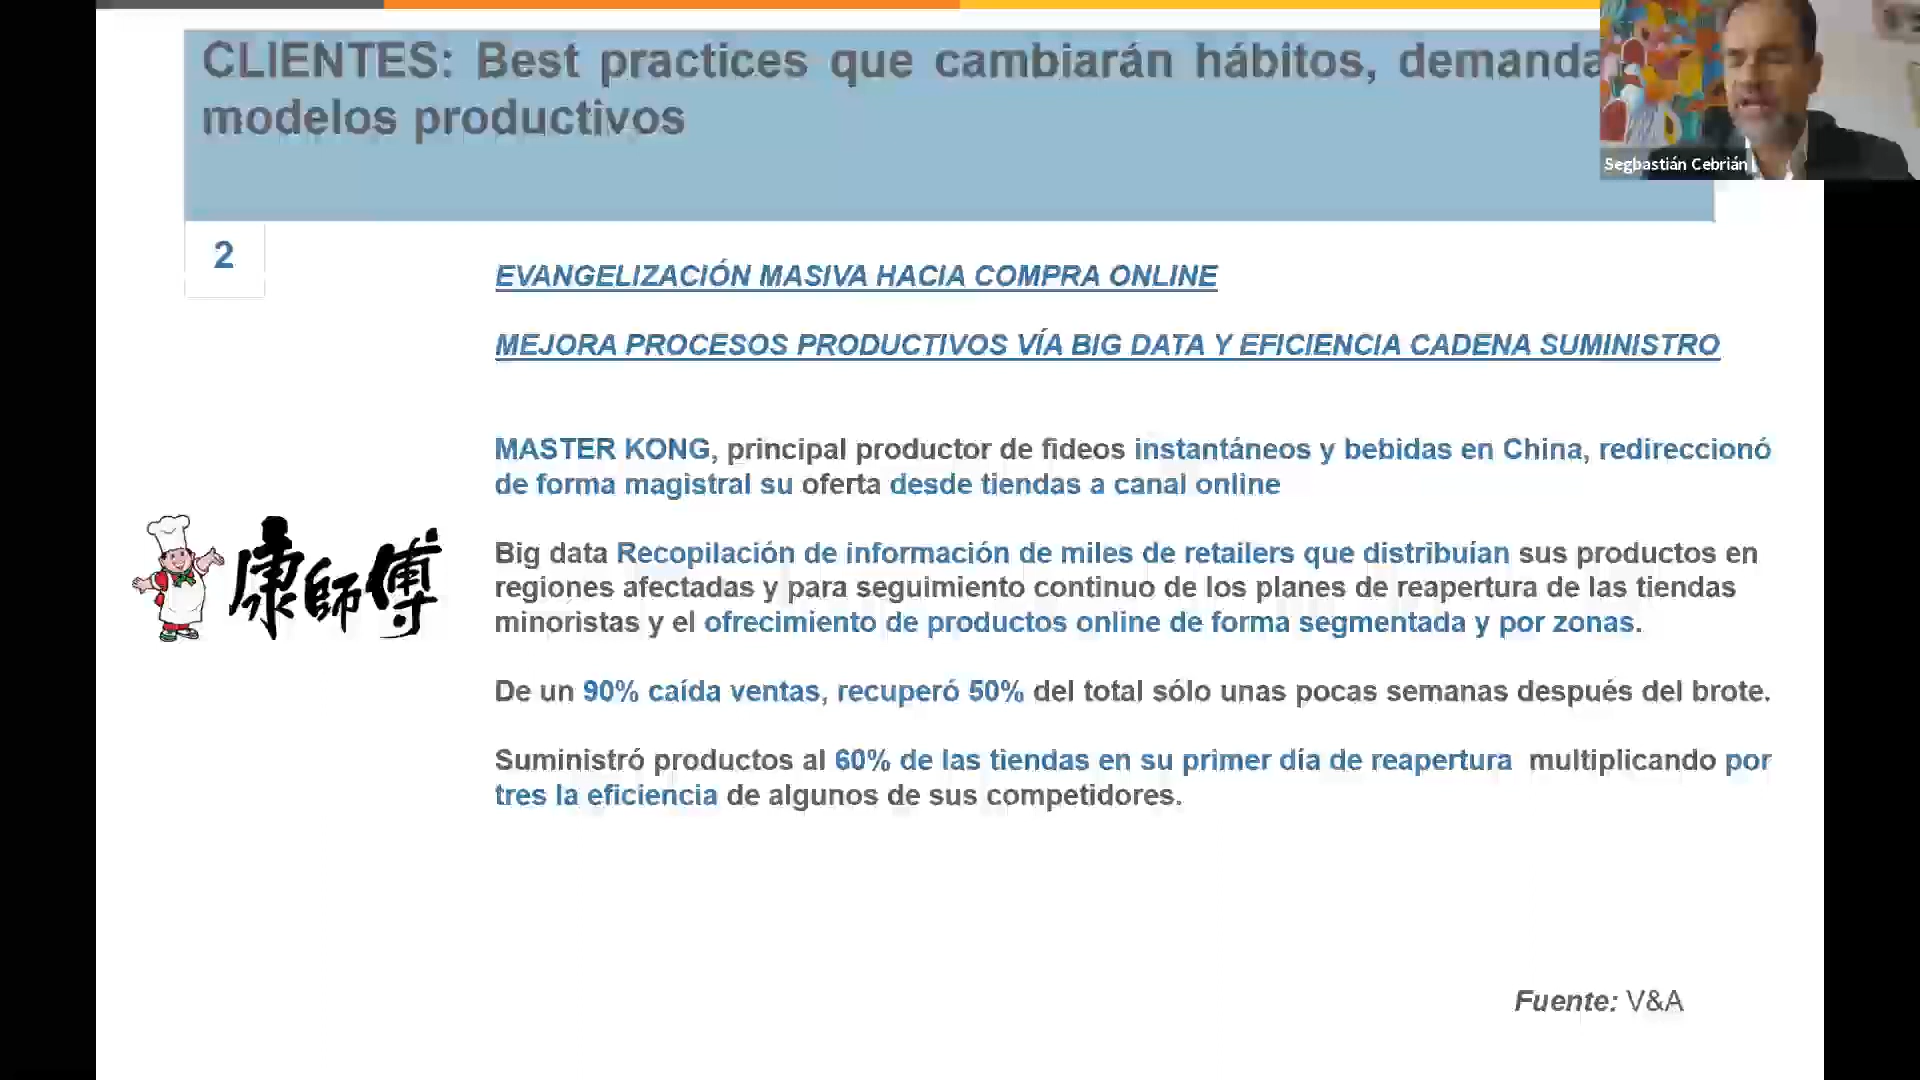 CLIENTES: Best practices que cambiarán hábitos, demanda
modelos productivos
Segbastián Cebrián
2
EVANGELIZACIÓN MASIVA HACIA COMPRA ONLINE
MEJORA PROCESOS PRODUCTIVOS VÍA BIG DATA Y EFICIENCIA CADENA SUMINISTRO
MASTER KONG, principal productor de fideos instantáneos y bebidas en China, redireccionó
de forma magistral su oferta desde tiendas a canal online
康師傅
Big data Recopilación de información de miles de retailers que distribuían sus productos en
regiones afectadas y para seguimiento continuo de los planes de reapertura de las tiendas
minoristas y el ofrecimiento de productos online de forma segmentada y por zonas.
De un 90% caída ventas, recuperó 50% del total sólo unas pocas semanas después del brote.
Suministró productos al 60% de las tiendas en su primer día de reapertura multiplicando por
tres la eficiencia de algunos de sus competidores.
Fuente: V&A